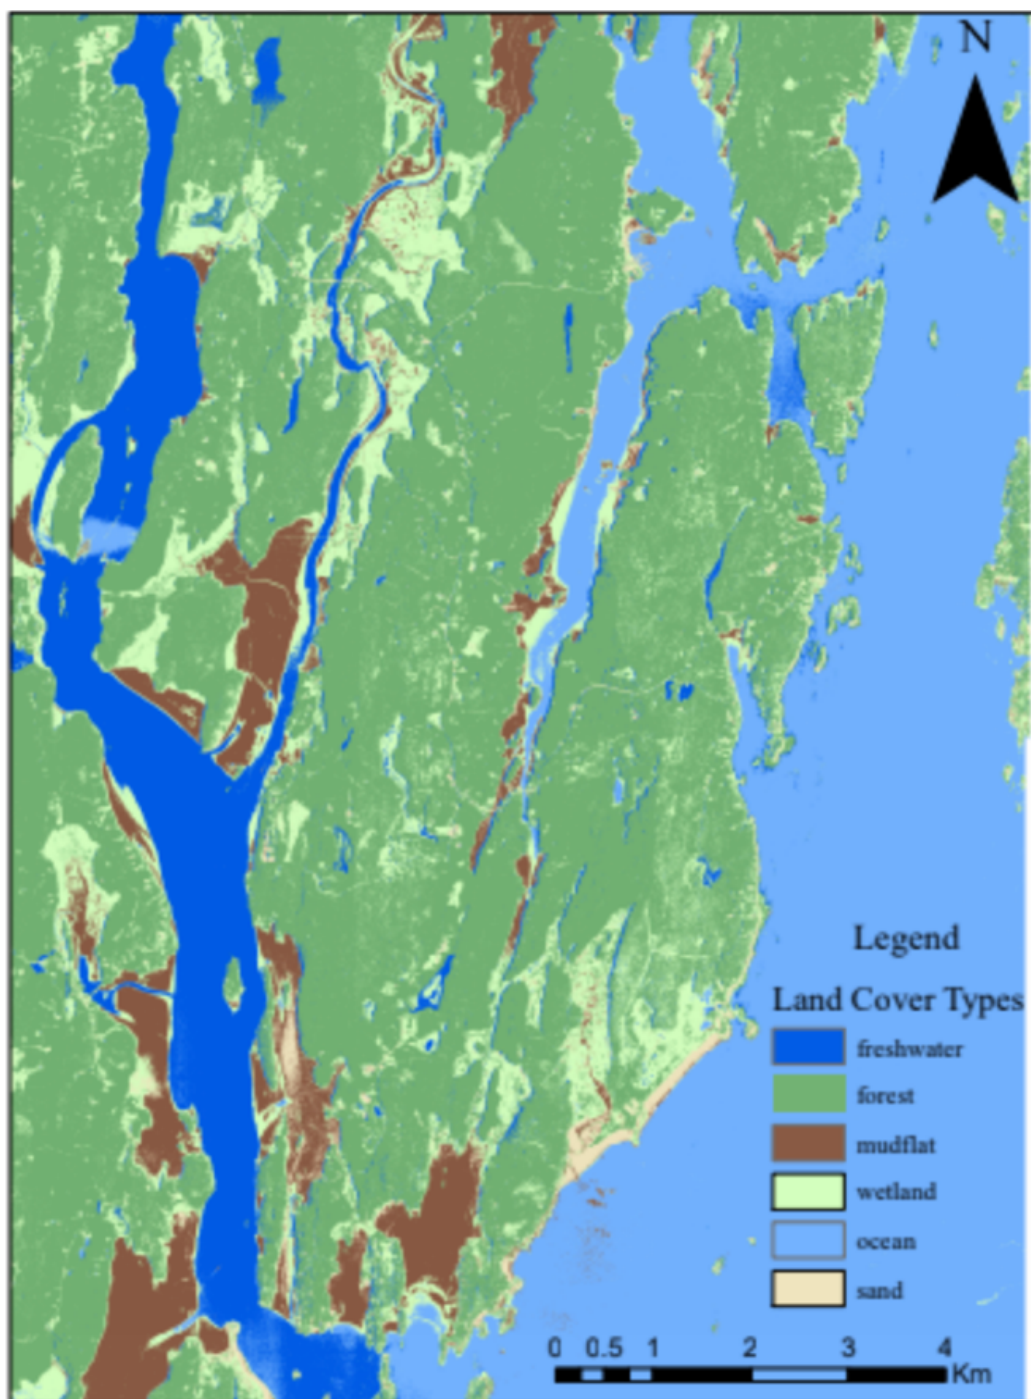 N
Legend
Land Cover Types
freshwater
forest
mudflat
wetland
ocean
sand
0 0.5 1 2 3 4
Km